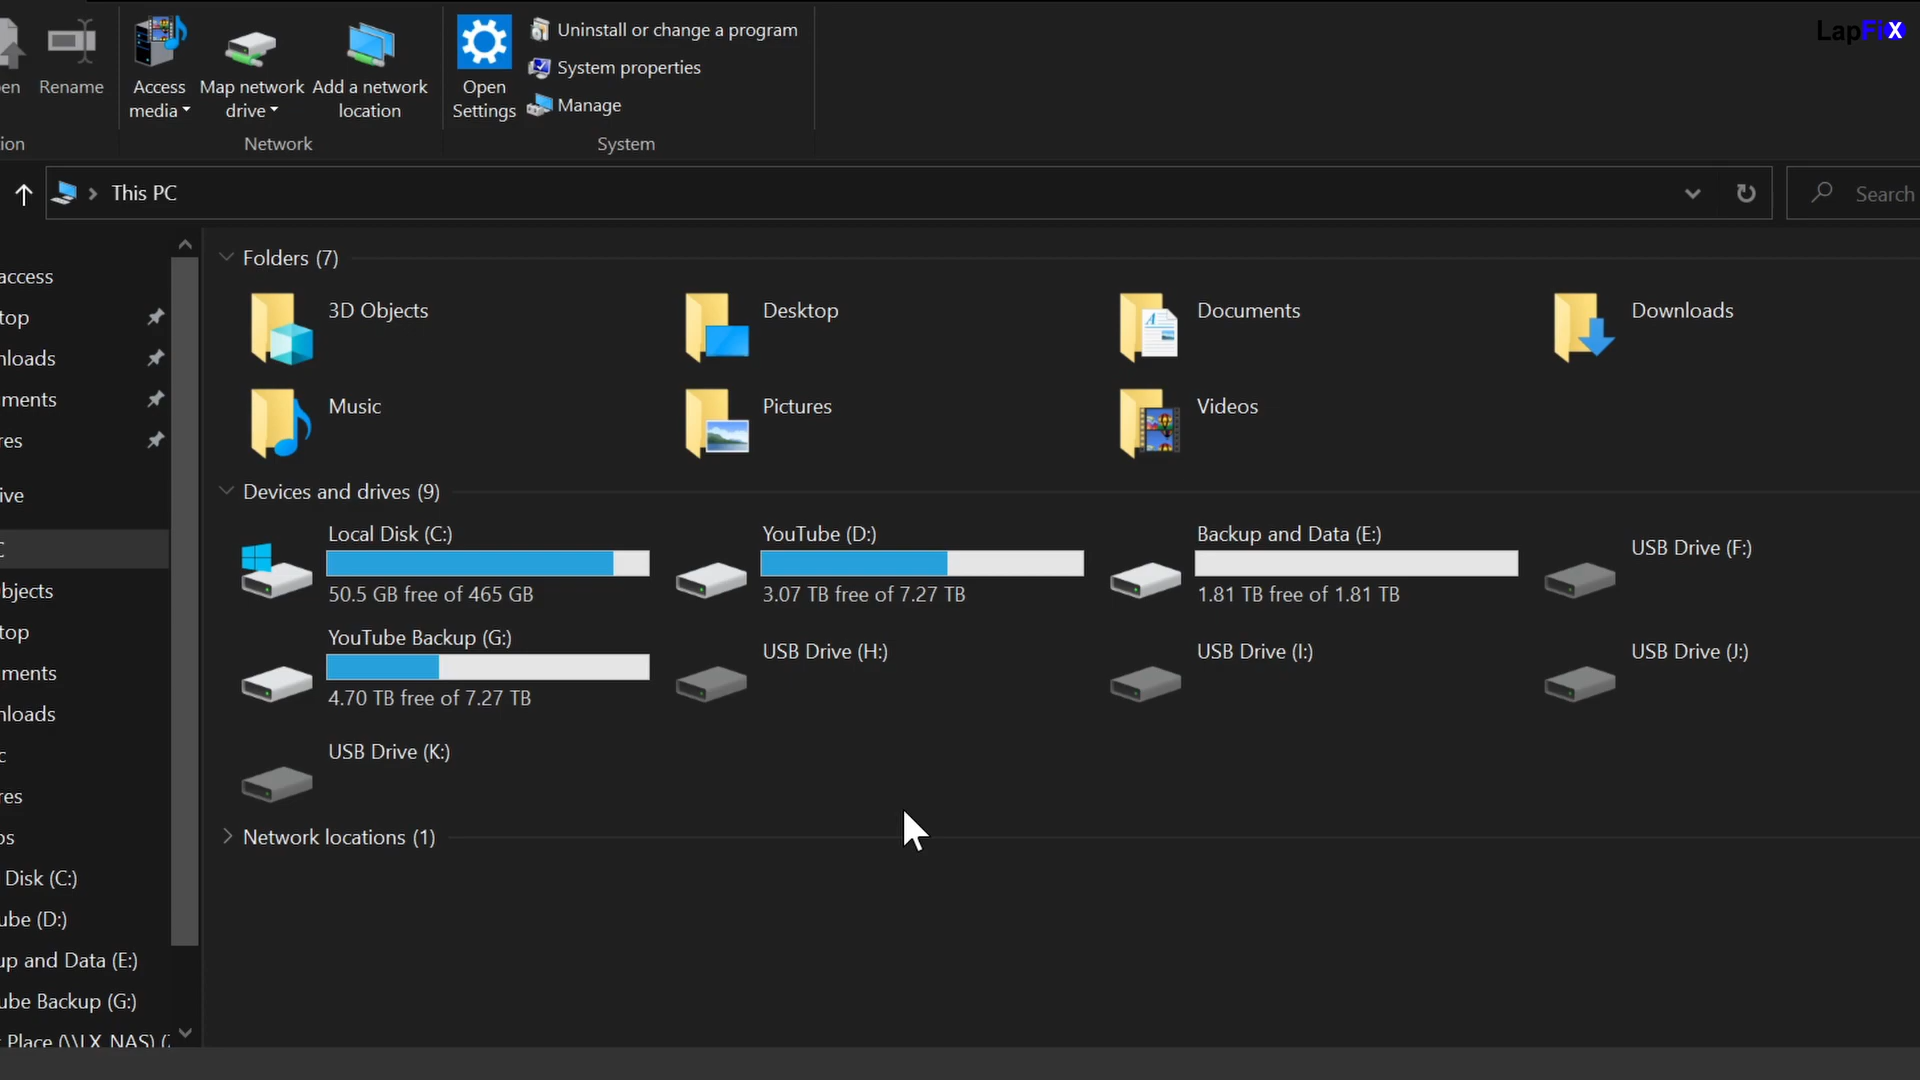 LapFix
en
Rename
Access
media
Map network
drive
Add a network
location
Open
Settings
Uninstall or change a program
System properties
Manage
ion
Network
System
This PC
Search
access
top
nloads
ments
res
ive
C
bjects
top
ments
nloads
c
res
os
Disk (C:)
ube (D:)
up and Data (E:)
ube Backup (G:)
Place (\\LX_NAS) (
Folders (7)
3D Objects
Desktop
Documents
Downloads
Music
Pictures
Videos
Devices and drives (9)
Local Disk (C:)
50.5 GB free of 465 GB
YouTube (D:)
3.07 TB free of 7.27 TB
Backup and Data (E:)
1.81 TB free of 1.81 TB
USB Drive (F:)
YouTube Backup (G:)
4.70 TB free of 7.27 TB
USB Drive (H:)
USB Drive (I:)
USB Drive (J:)
USB Drive (K:)
Network locations (1)